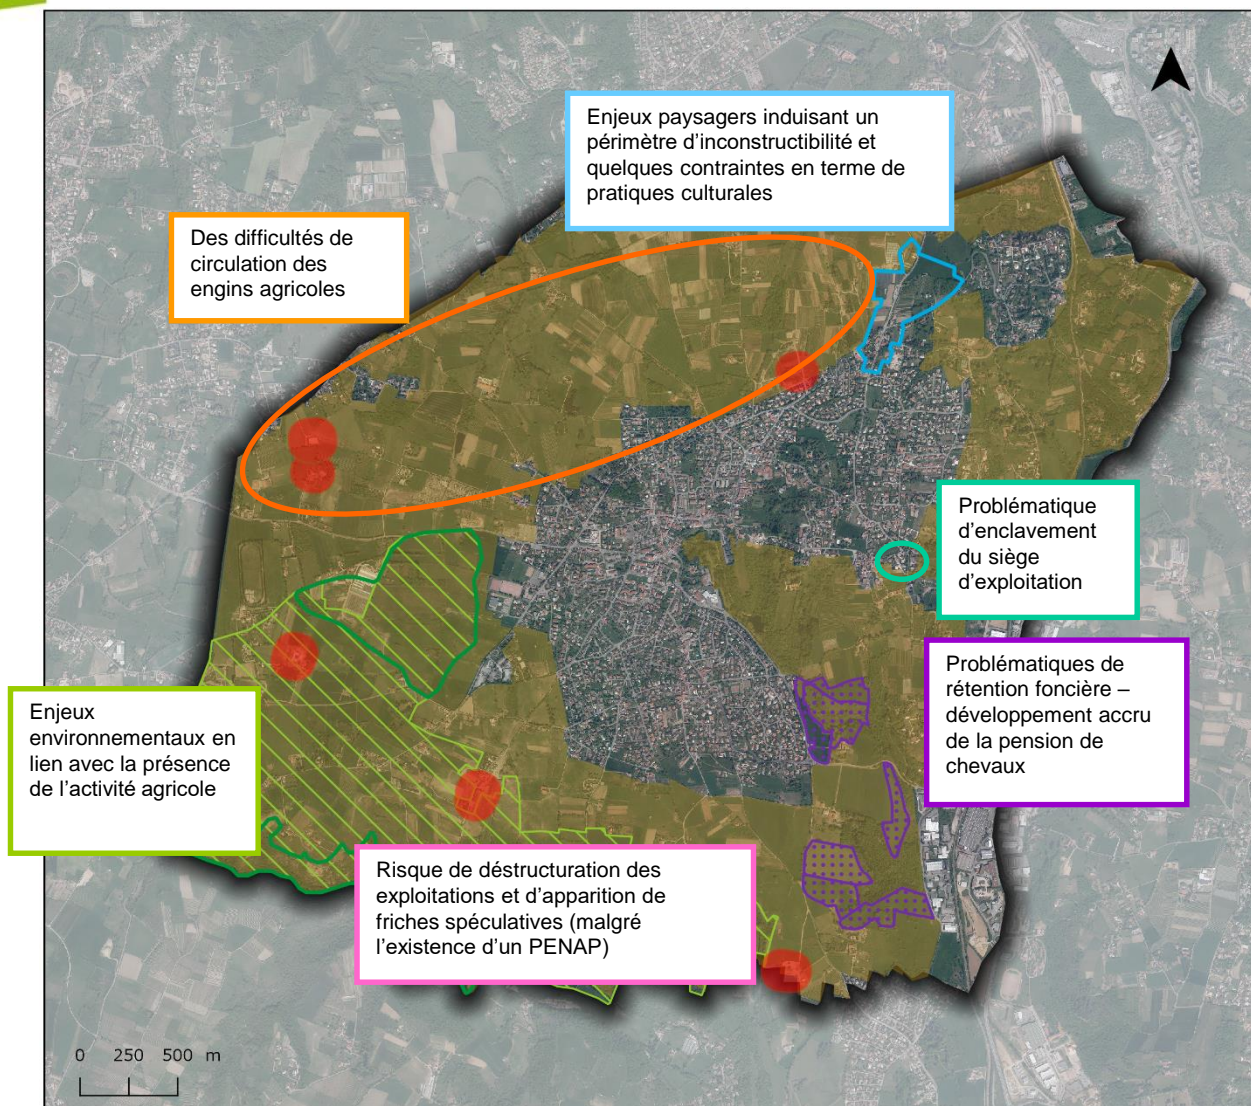 Enjeux paysagers induisant un
périmètre d'inconstructibilité et
quelques contraintes en terme de
pratiques culturales
Des difficultés de
circulation des
engins agricoles
Problématique
d'enclavement
du siège
d'exploitation
Problématiques de
rétention foncière –
développement accru
de la pension de
chevaux
Enjeux
environnementaux en
lien avec la présence
de l'activité agricole
Risque de déstructuration des
exploitations et d'apparition de
friches spéculatives (malgré
l'existence d'un PENAP)
0 250 500 m